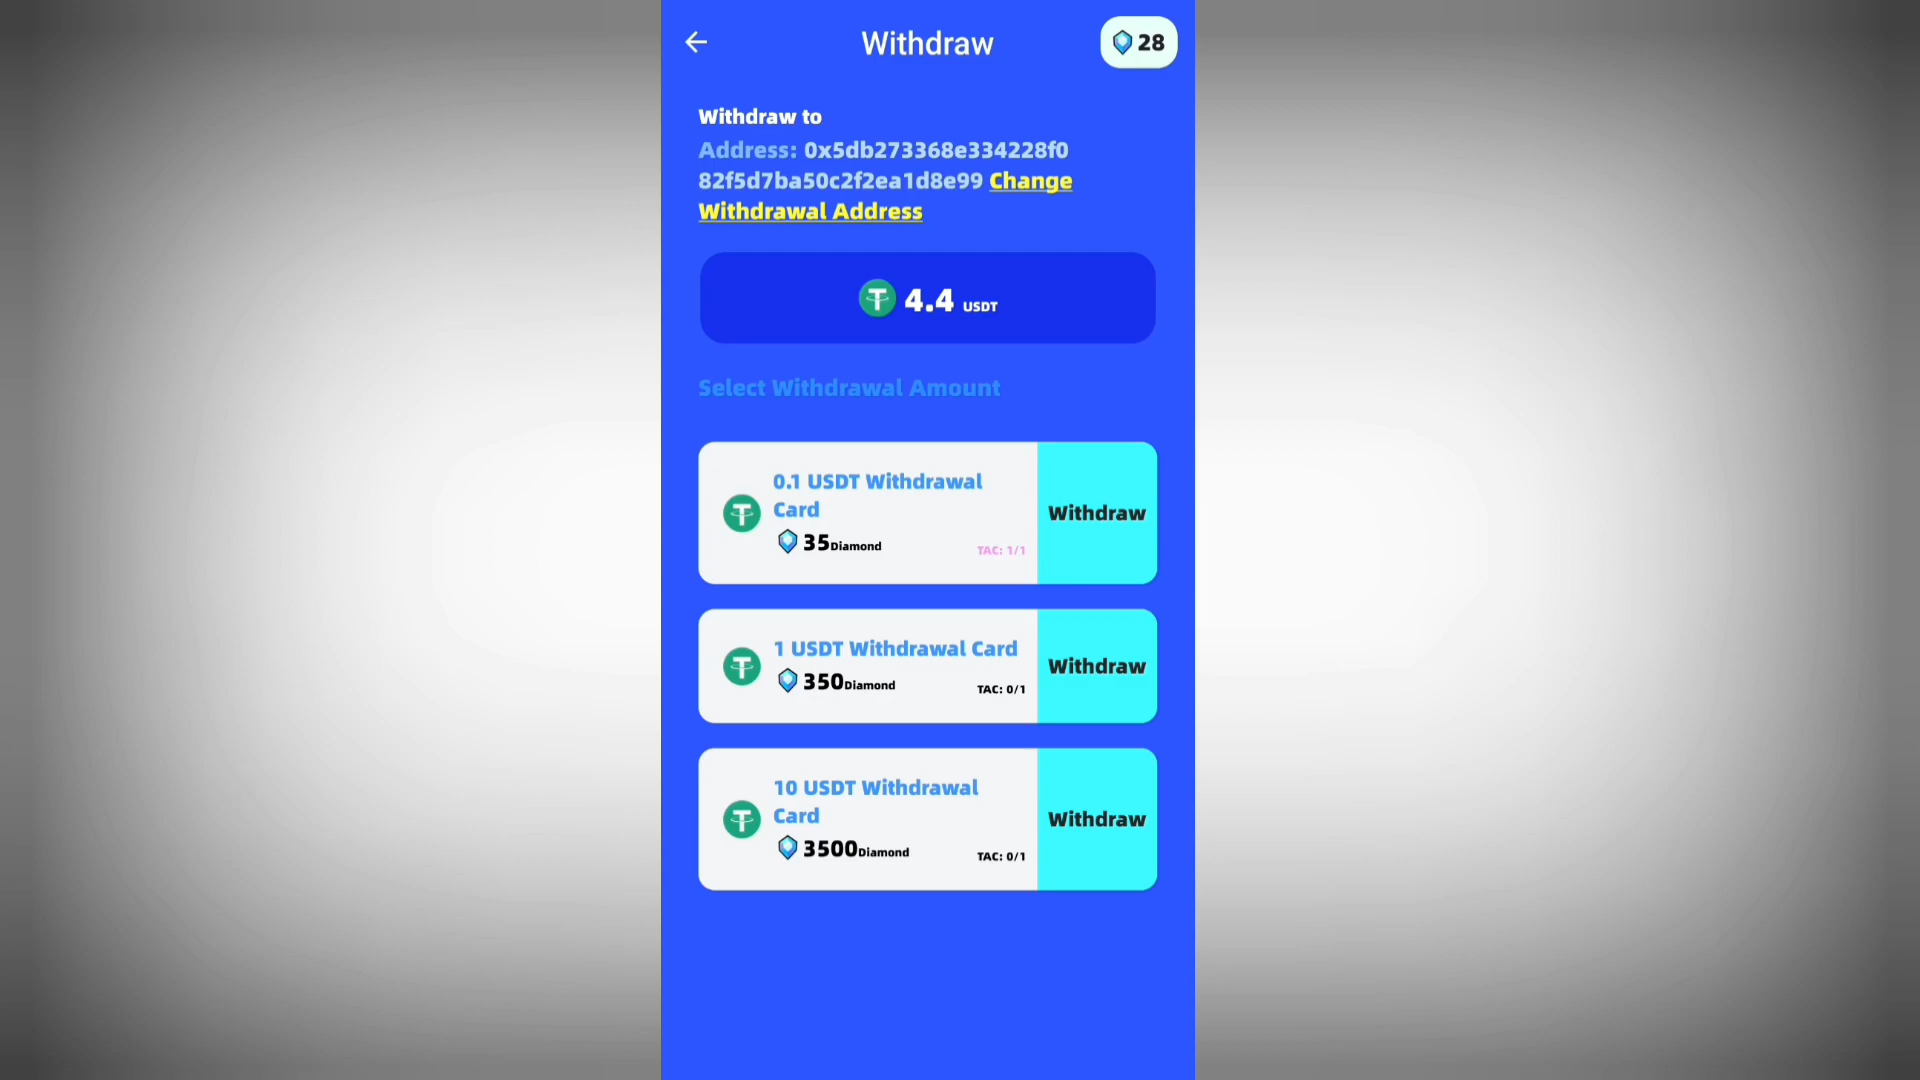 Withdraw
28
Withdraw to
Address: 0x5db273368e334228f0
82f5d7ba50c2f2ea1d8e99 Change
Withdrawal Address
4.4 USDT
Select Withdrawal Amount
0.1 USDT Withdrawal
Card
35Diamond
TAC: 1/1
Withdraw
1 USDT Withdrawal Card
350Diamond
TAC: 0/1
Withdraw
10 USDT Withdrawal
Card
3500Diamond
TAC: 0/1
Withdraw